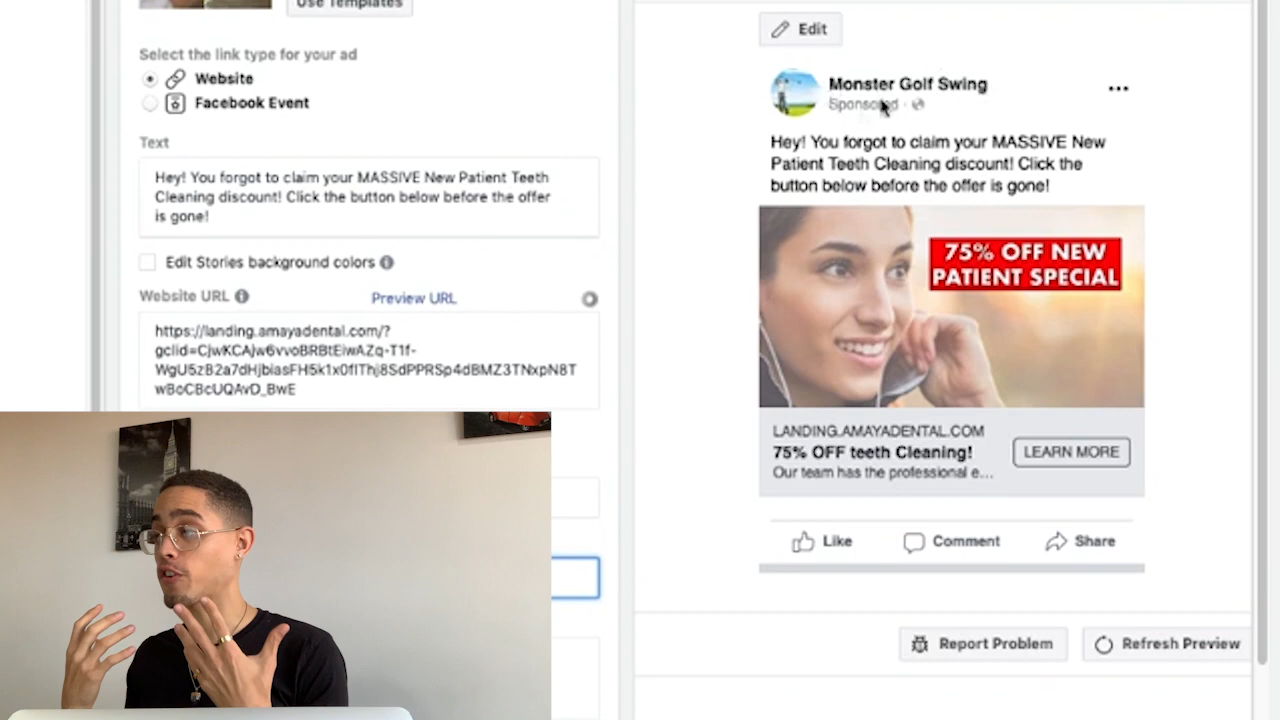 Use Templates
Select the link type for your ad
Website
Facebook Event
Text
Hey! You forgot to claim your MASSIVE New Patient Teeth
Cleaning discount! Click the button below before the offer
is gone!
Edit Stories background colors
Website URL
Preview URL
https://landing.amayadental.com/?
wBoCBcUQAvD_BwE
Edit
Monster Golf Swing
Sponsored
Hey! You forgot to claim your MASSIVE New
Patient Teeth Cleaning discount! Click the
button below before the offer is gone!
75% OFF NEW
PATIENT SPECIAL
LANDING.AMAYADENTAL.COM
75% OFF teeth Cleaning!
Our team has the professional e...
LEARN MORE
Like
Comment
Share
Report Problem
Refresh Preview